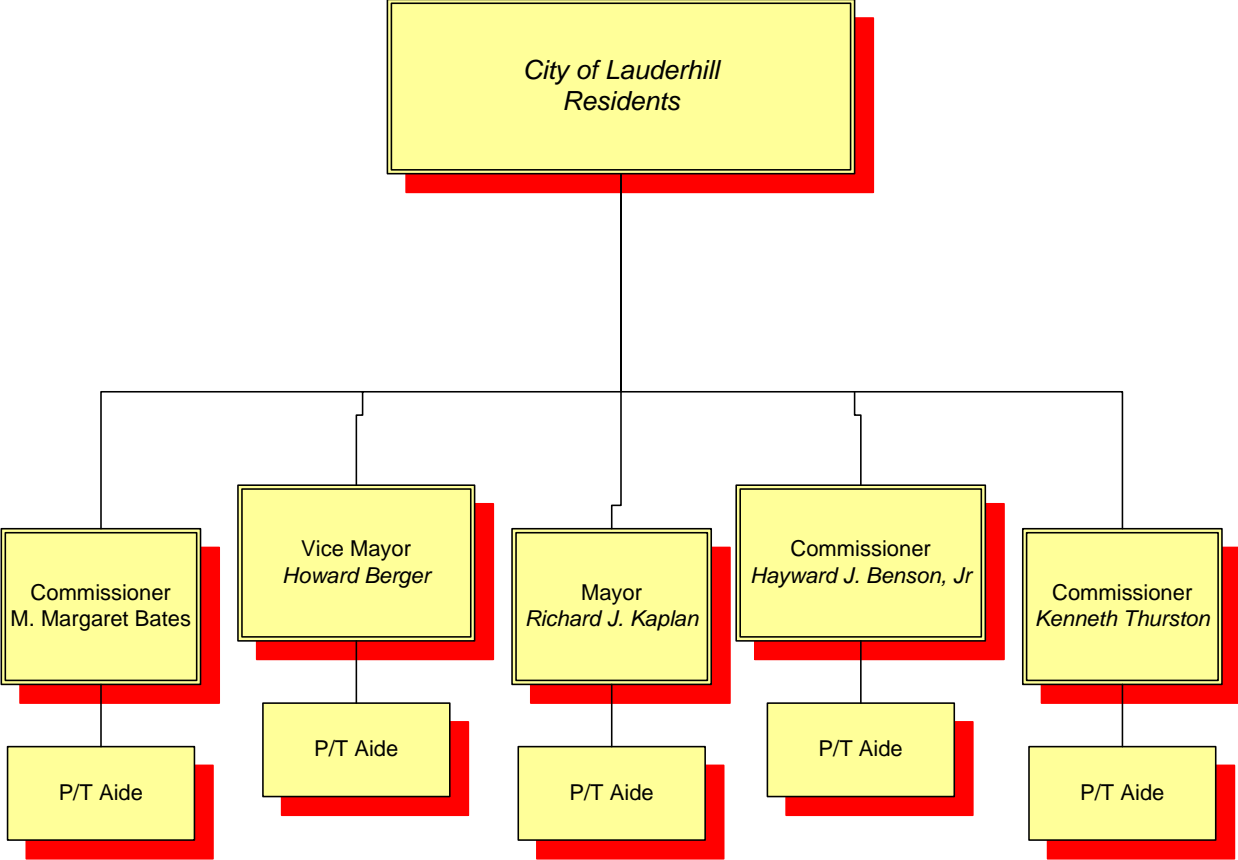 City of Lauderhill
Residents
Commissioner
M. Margaret Bates
Vice Mayor
Howard Berger
Mayor
Richard J. Kaplan
Commissioner
Hayward J. Benson, Jr
Commissioner
Kenneth Thurston
P/T Aide
P/T Aide
P/T Aide
P/T Aide
P/T Aide